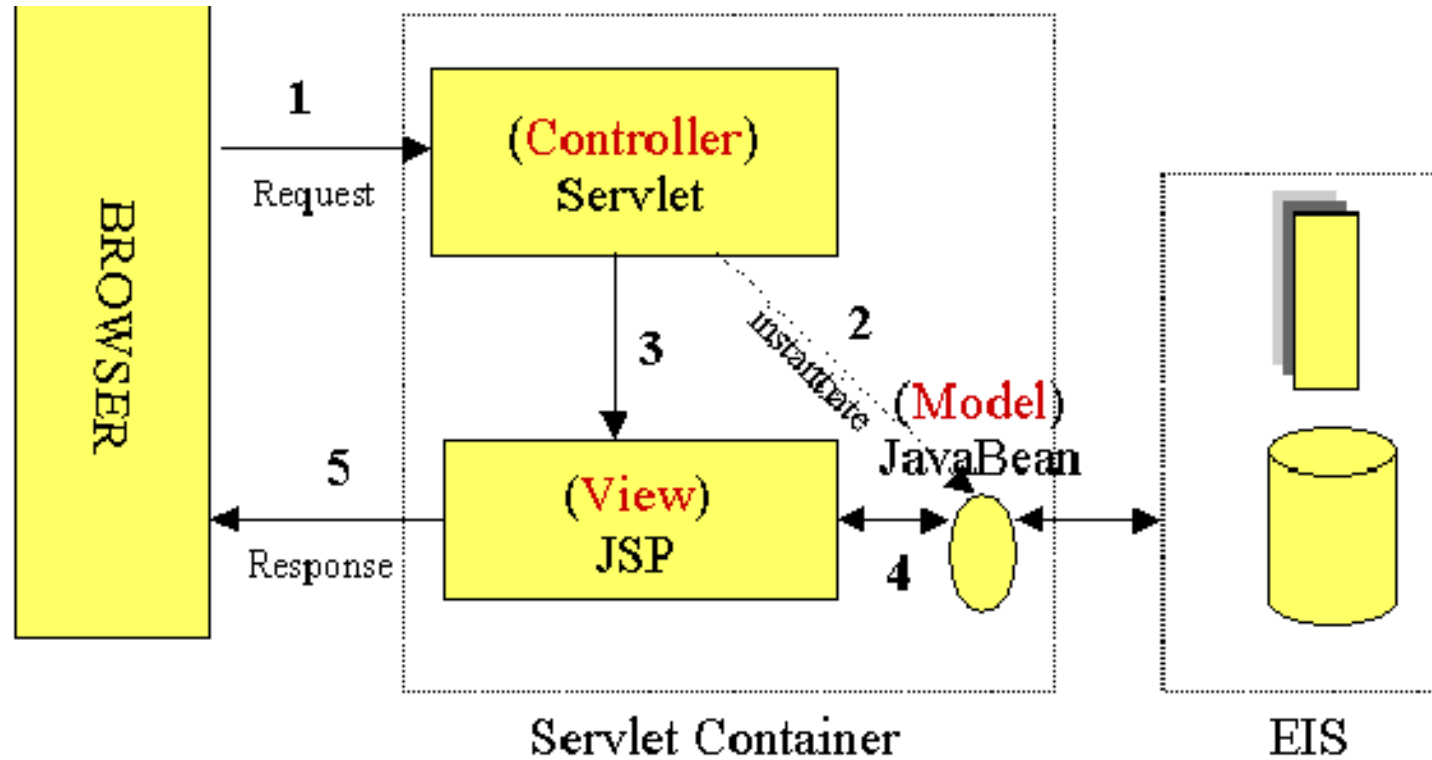 BROWSER
1
Request
(Controller)
Servlet
2
instantiate
3
(Model)
JavaBean
5
Response
(View)
JSP
4
Servlet Container
EIS